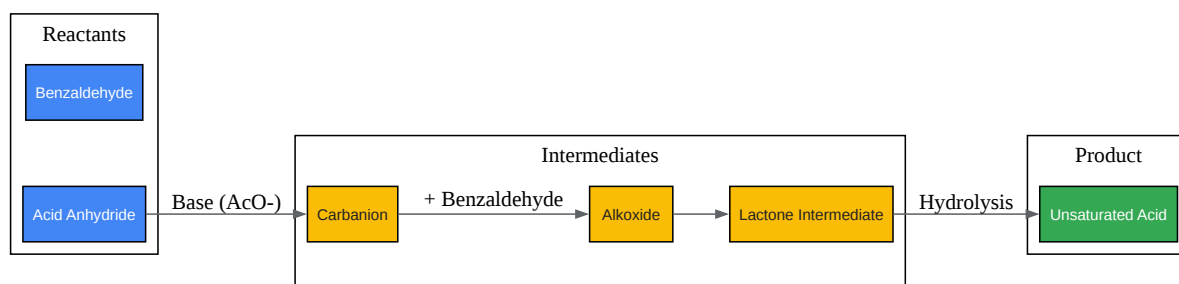 Reactants
Benzaldehyde
Acid Anhydride
Base (AcO-)
Intermediates
Carbanion
+ Benzaldehyde
Alkoxide
Lactone Intermediate
Hydrolysis
Product
Unsaturated Acid